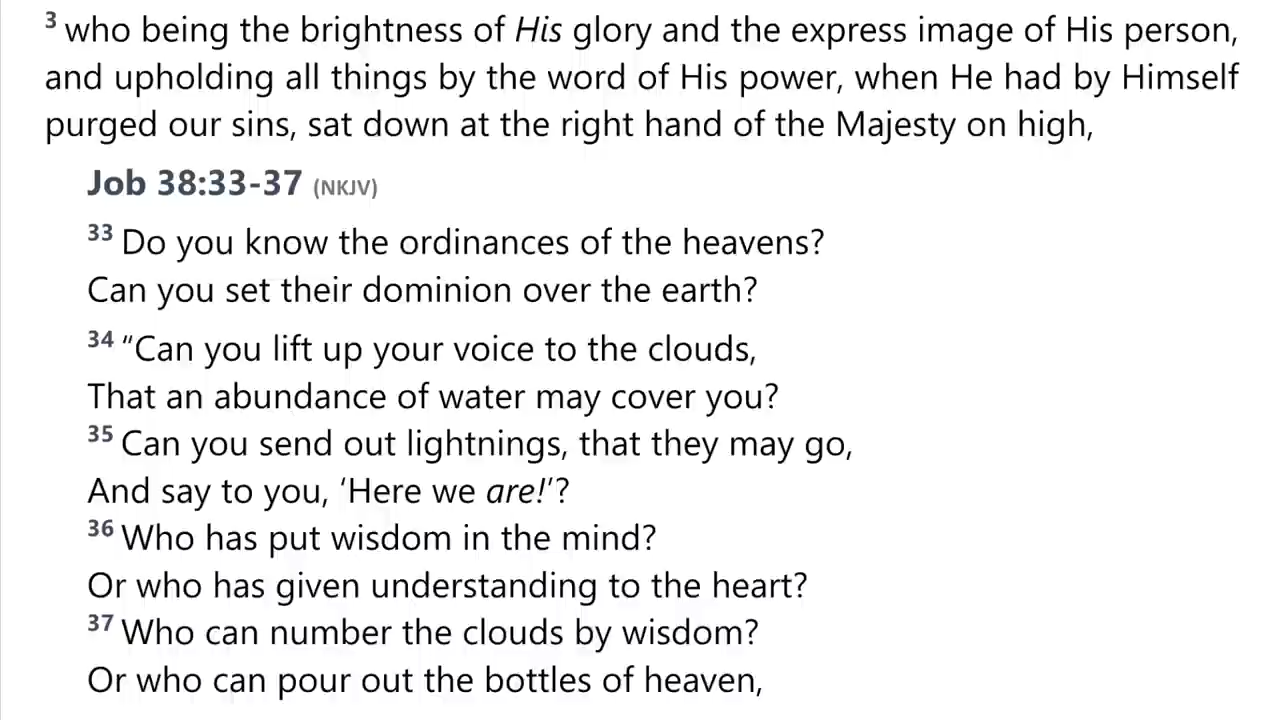 3 who being the brightness of His glory and the express image of His person,
and upholding all things by the word of His power, when He had by Himself
purged our sins, sat down at the right hand of the Majesty on high,
Job 38:33-37 (NKJV)
33 Do you know the ordinances of the heavens?
Can you set their dominion over the earth?
34 “Can you lift up your voice to the clouds,
That an abundance of water may cover you?
35 Can you send out lightnings, that they may go,
And say to you, ‘Here we are!’?
36 Who has put wisdom in the mind?
Or who has given understanding to the heart?
37 Who can number the clouds by wisdom?
Or who can pour out the bottles of heaven,